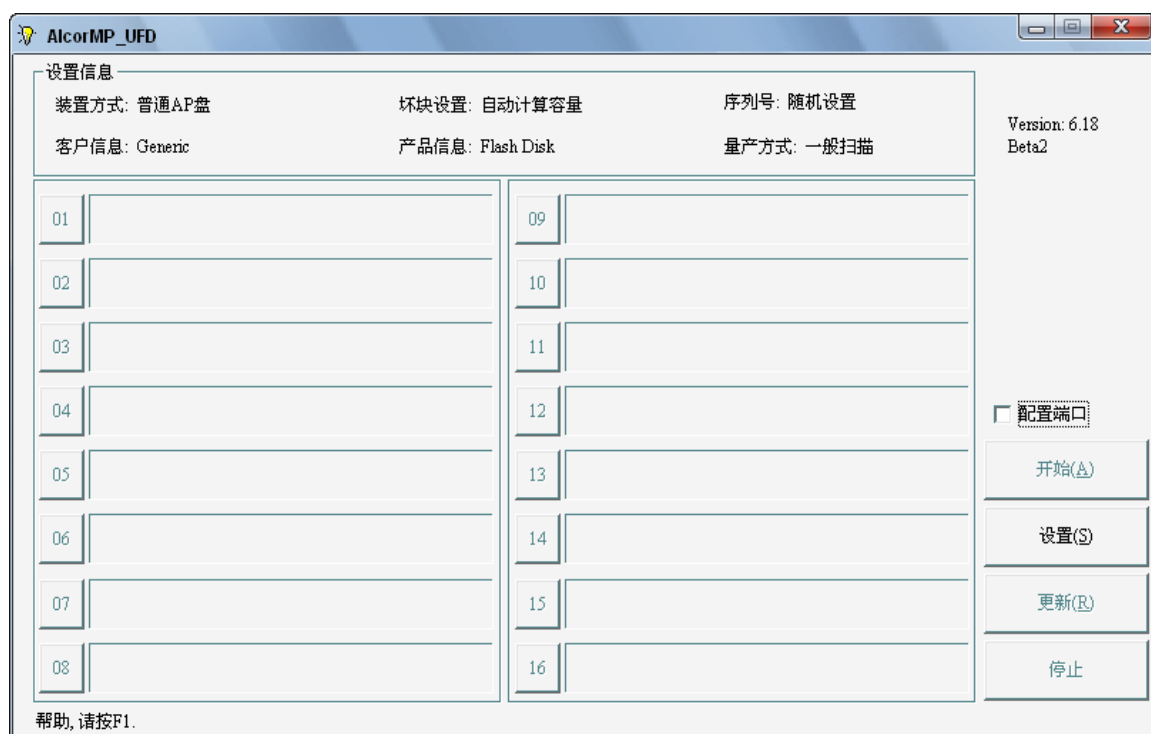 AlcorMP_UFD
设置信息
装置方式: 普通AP盘 坏块设置: 自动计算容量 序列号: 随机设置
客户信息: Generic 产品信息: Flash Disk 量产方式: 一般扫描
Version: 6.18
Beta2
01 09
02 10
03 11
04 12
配置端口
05 13
开始(A)
06 14
设置(S)
07 15
更新(R)
08 16
停止
帮助, 请按F1.